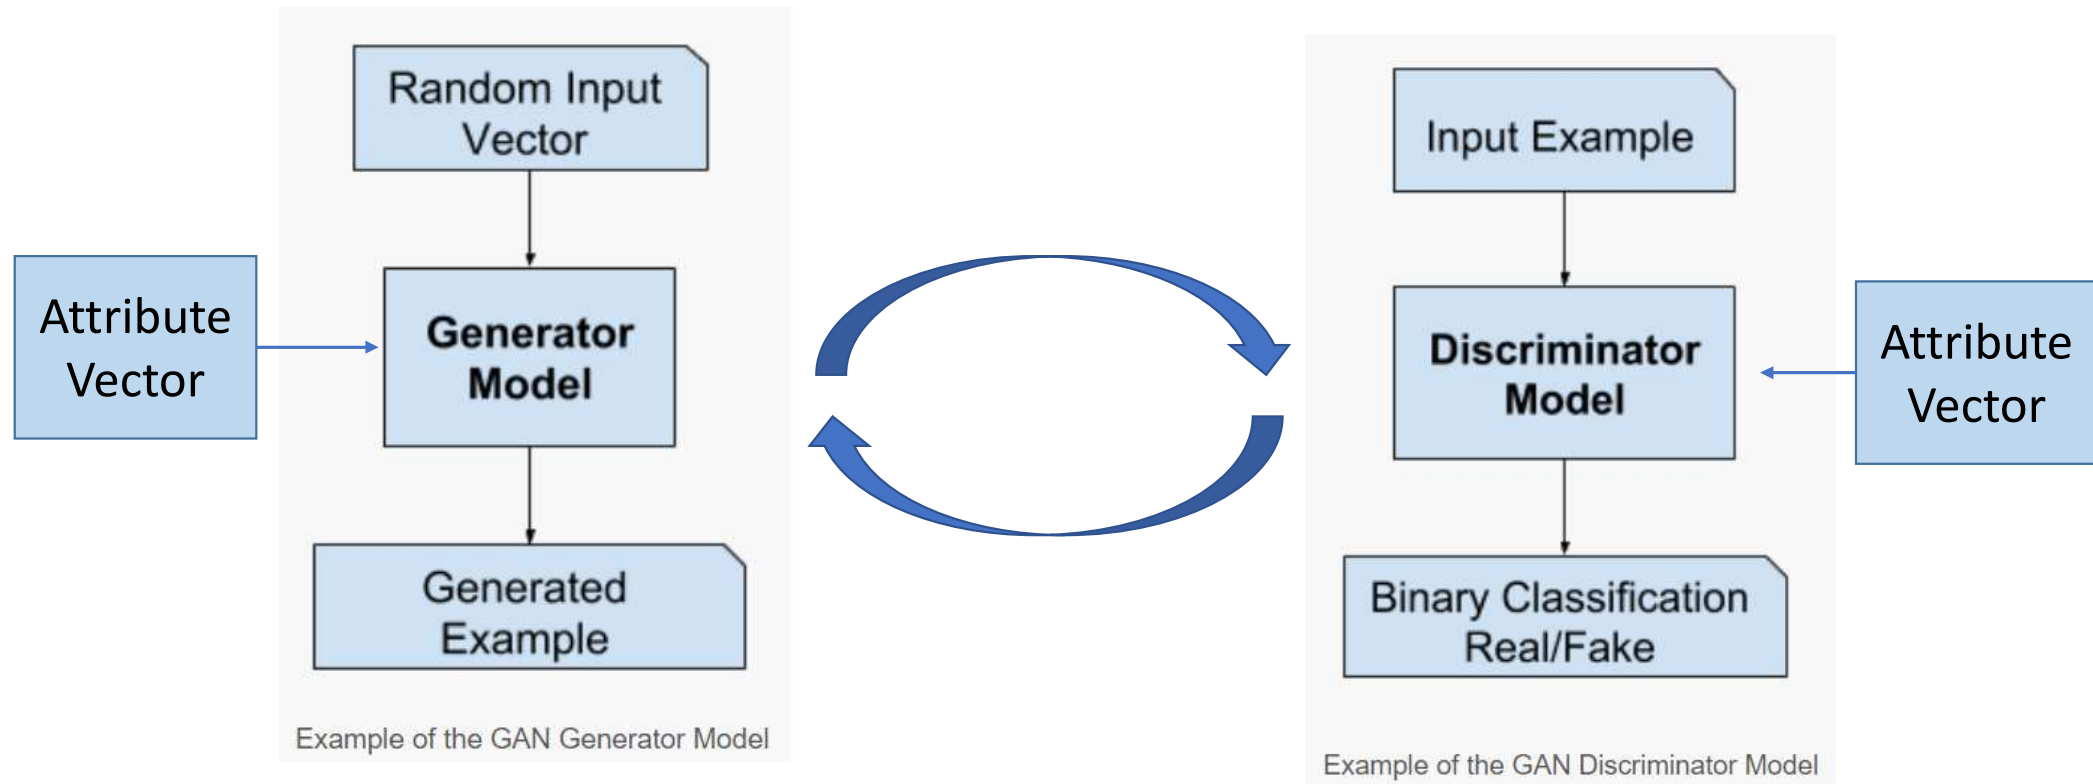 Random Input
Vector
Attribute
Vector
Generator
Model
Generated
Example
Example of the GAN Generator Model
Input Example
Discriminator
Model
Attribute
Vector
Binary Classification
Real/Fake
Example of the GAN Discriminator Model